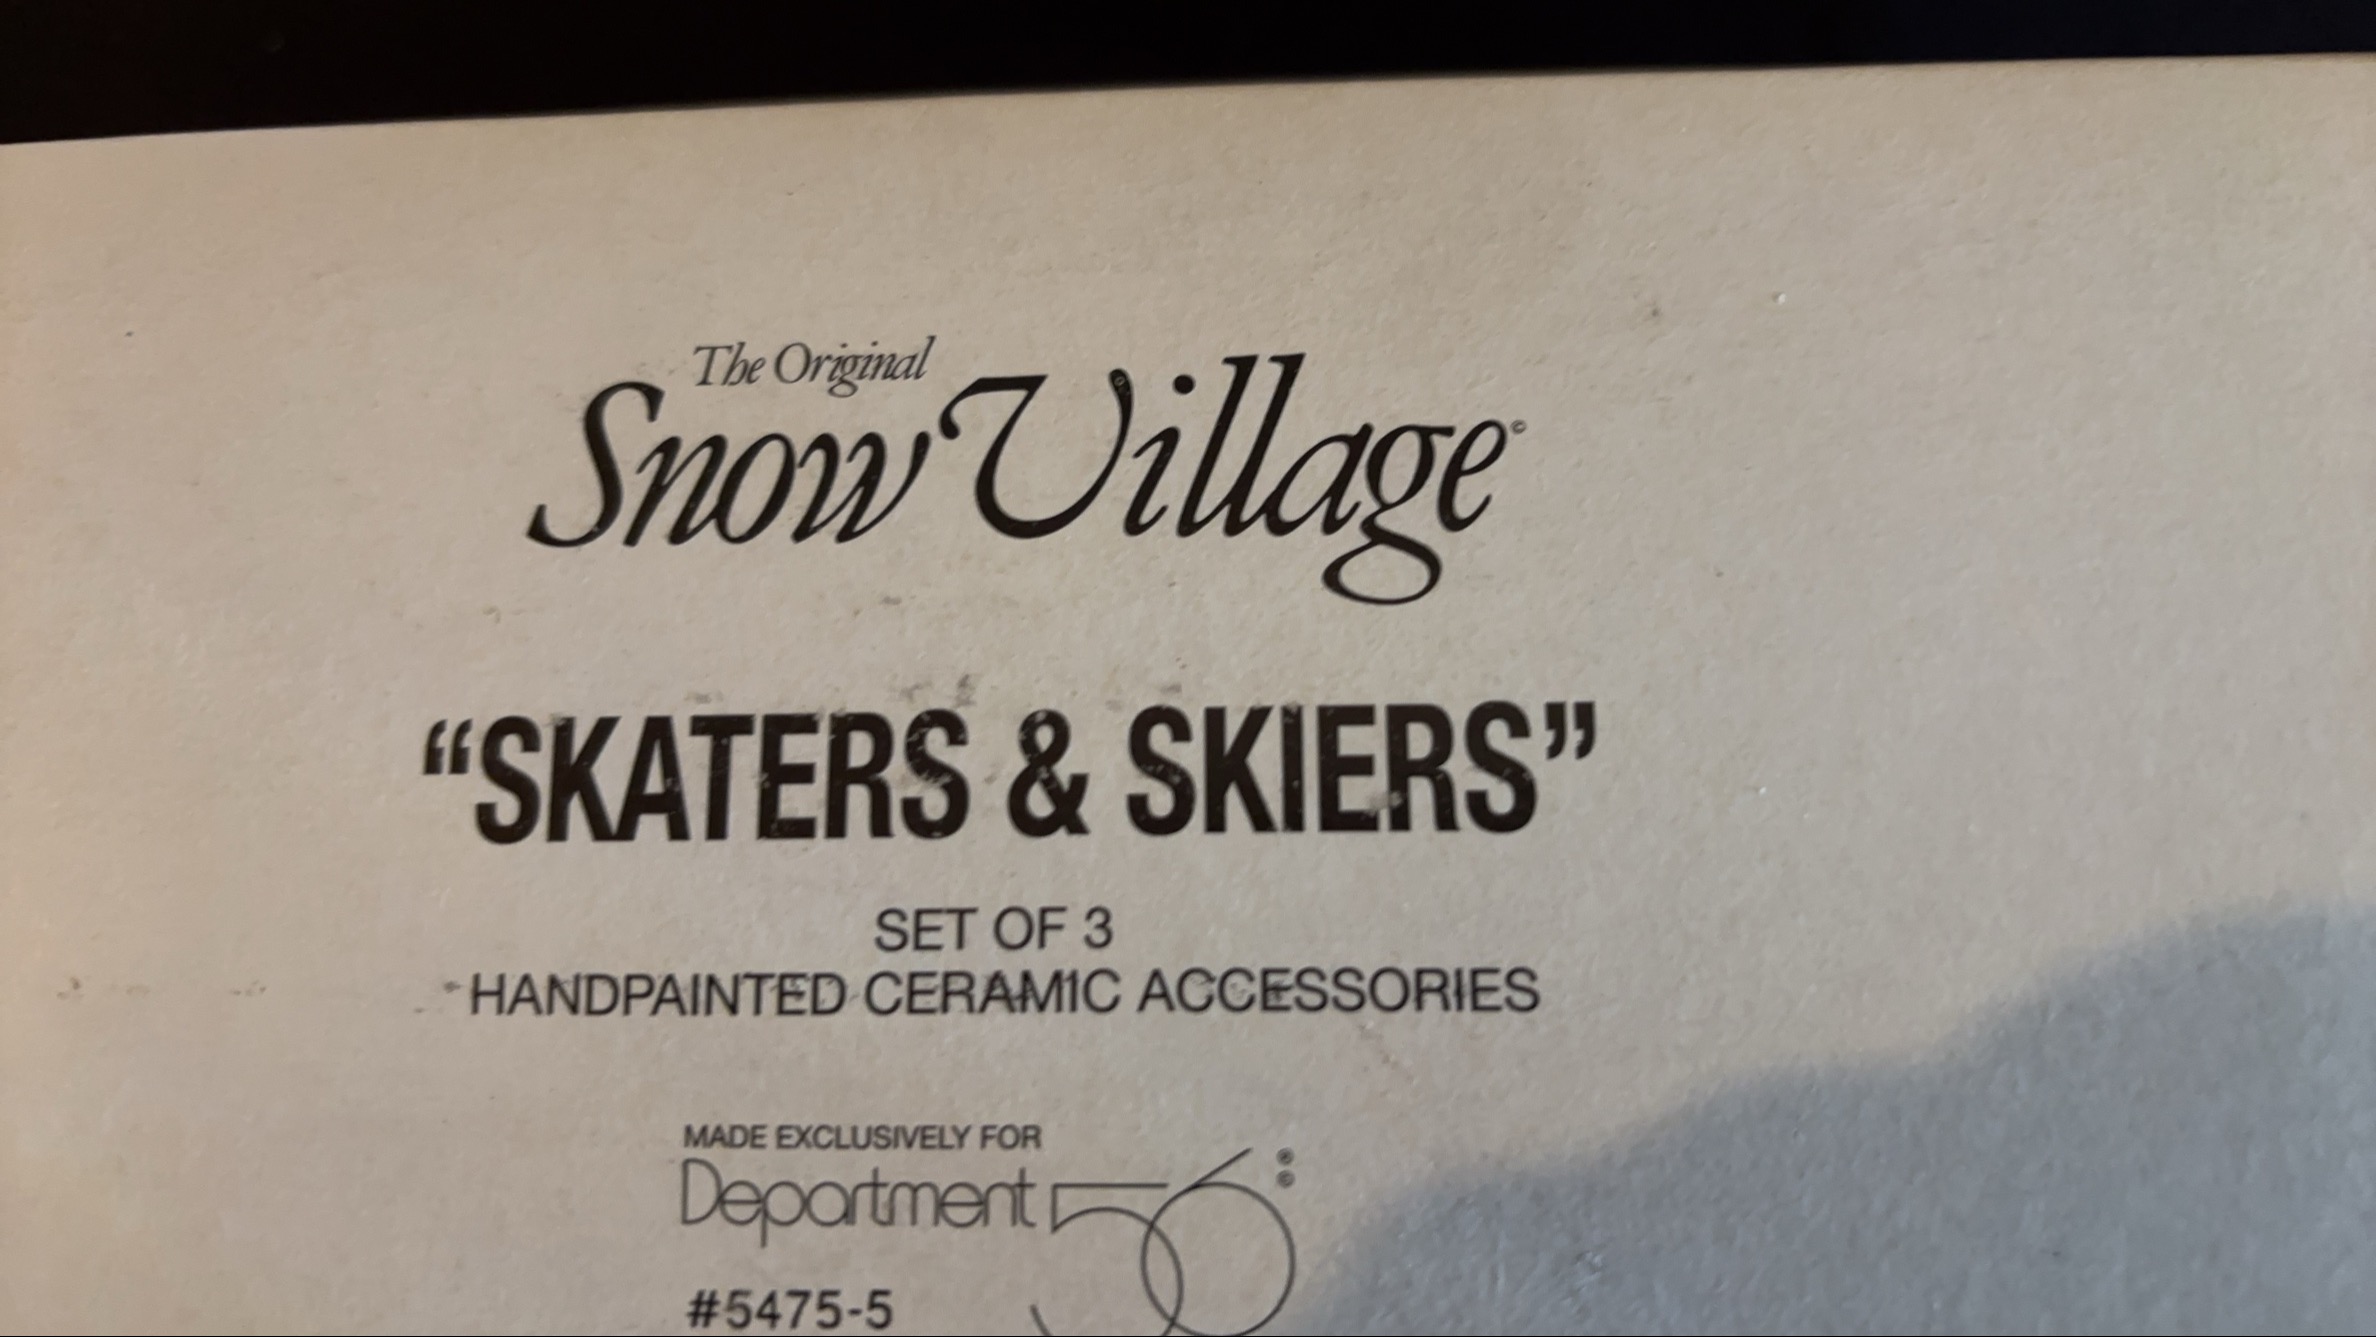 The Original
Snow Village©
“SKATERS & SKIERS”
SET OF 3
HANDPAINTED CERAMIC ACCESSORIES
MADE EXCLUSIVELY FOR
Department 56
#5475-5